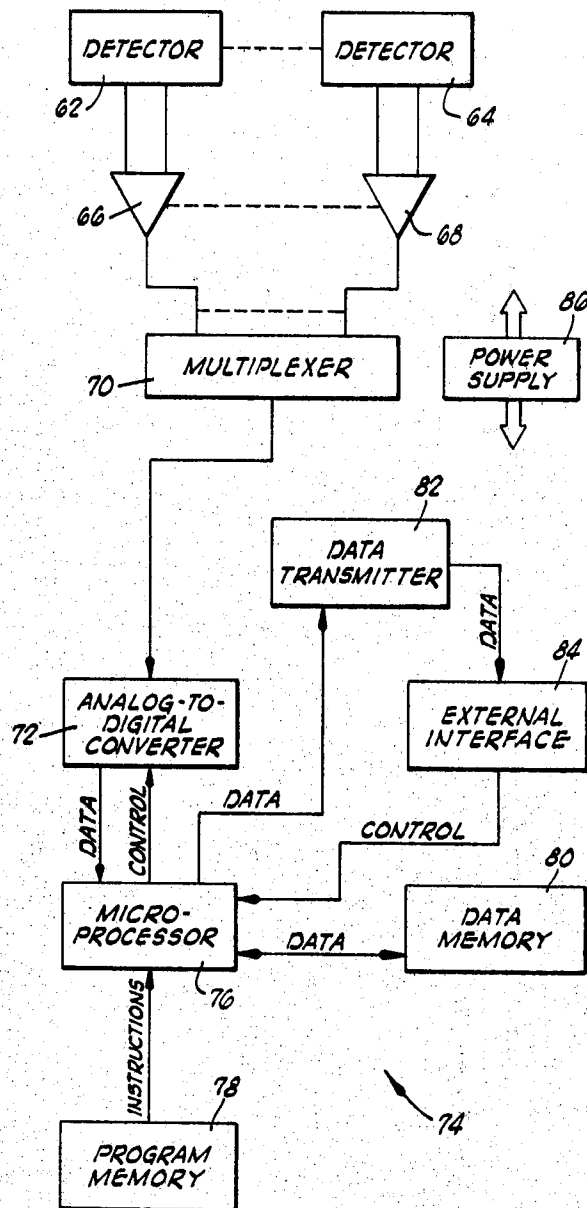 DETECTOR
DETECTOR
62
64
66
68
86
70
MULTIPLEXER
POWER
SUPPLY
82
DATA
TRANSMITTER
DATA
84
72
ANALOG-TO-
DIGITAL
CONVERTER
EXTERNAL
INTERFACE
DATA
CONTROL
DATA
CONTROL
80
MICRO-
PROCESSOR
DATA
DATA
MEMORY
76
INSTRUCTIONS
78
74
PROGRAM
MEMORY